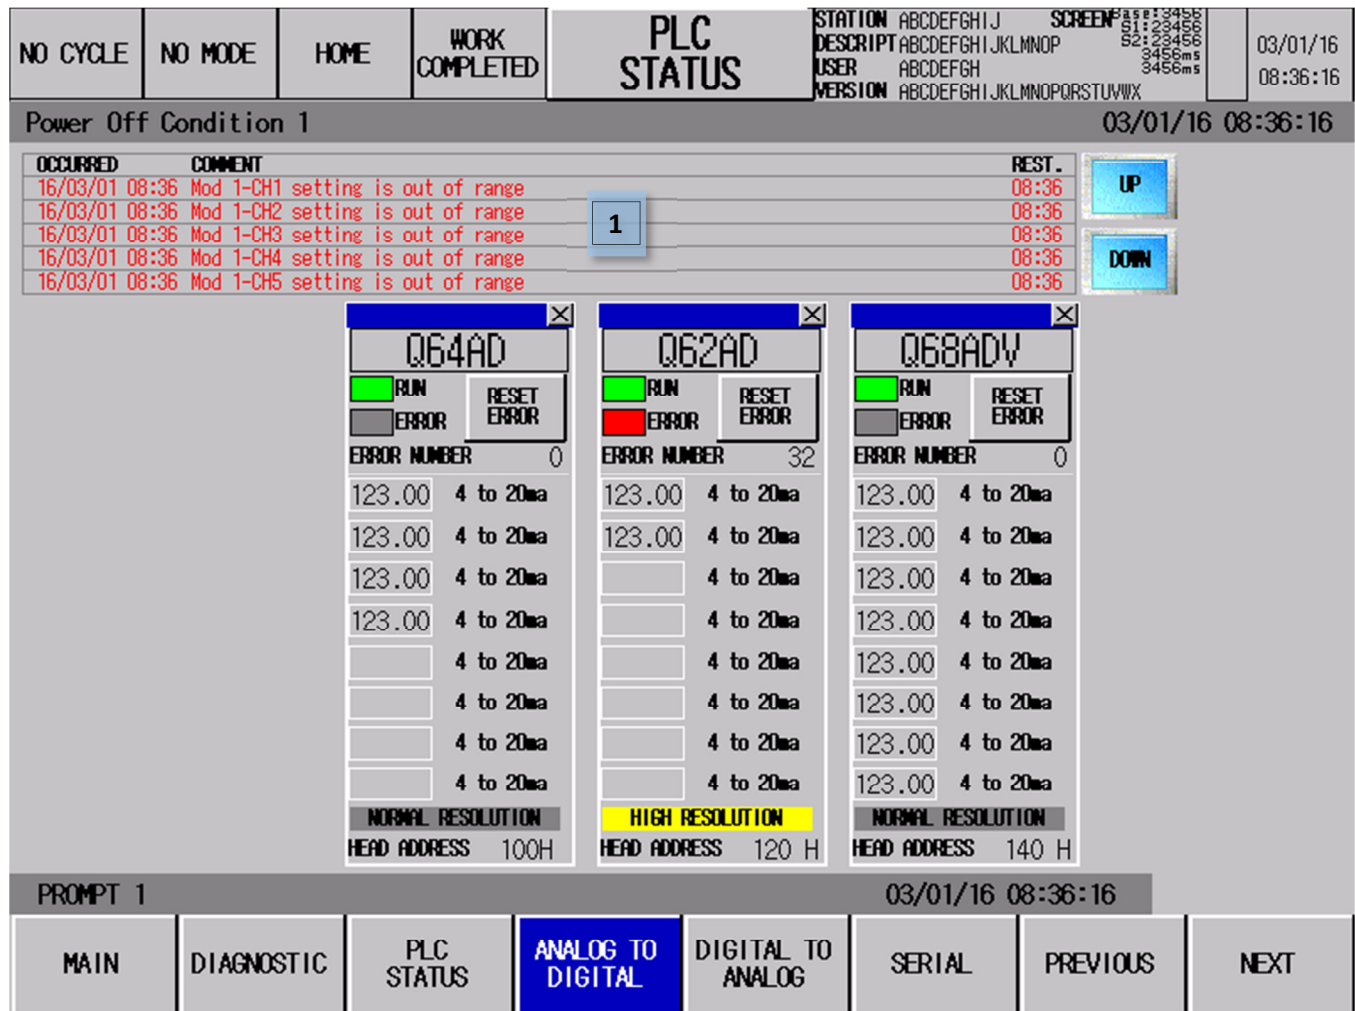 NO CYCLE
NO MODE
HOME
WORK
COMPLETED
PLC
STATUS
STATION ABCDEFGHIJ
DESCRIPT ABCDEFGHIJKLMNOP
USER ABCDEFGH
VERSION ABCDEFGHIJKLMNOPQRSTUVWX
SCREEN Base:3456
S1:23456
S2:23456
3456ms
3456ms
03/01/16
08:36:16
Power Off Condition 1 03/01/16 08:36:16
OCCURRED COMMENT REST.
16/03/01 08:36 Mod 1-CH1 setting is out of range 08:36
16/03/01 08:36 Mod 1-CH2 setting is out of range 08:36
16/03/01 08:36 Mod 1-CH3 setting is out of range 08:36
16/03/01 08:36 Mod 1-CH4 setting is out of range 08:36
16/03/01 08:36 Mod 1-CH5 setting is out of range 08:36
1
UP
DOWN
Q64AD
RUN
ERROR
RESET
ERROR
ERROR NUMBER 0
123.00 4 to 20ma
123.00 4 to 20ma
123.00 4 to 20ma
123.00 4 to 20ma
4 to 20ma
4 to 20ma
4 to 20ma
4 to 20ma
NORMAL RESOLUTION
HEAD ADDRESS 100H
Q62AD
RUN
ERROR
RESET
ERROR
ERROR NUMBER 32
123.00 4 to 20ma
123.00 4 to 20ma
4 to 20ma
4 to 20ma
4 to 20ma
4 to 20ma
4 to 20ma
4 to 20ma
HIGH RESOLUTION
HEAD ADDRESS 120 H
Q68ADV
RUN
ERROR
RESET
ERROR
ERROR NUMBER 0
123.00 4 to 20ma
123.00 4 to 20ma
123.00 4 to 20ma
123.00 4 to 20ma
123.00 4 to 20ma
123.00 4 to 20ma
123.00 4 to 20ma
123.00 4 to 20ma
NORMAL RESOLUTION
HEAD ADDRESS 140 H
PROMPT 1 03/01/16 08:36:16
MAIN
DIAGNOSTIC
PLC
STATUS
ANALOG TO
DIGITAL
DIGITAL TO
ANALOG
SERIAL
PREVIOUS
NEXT